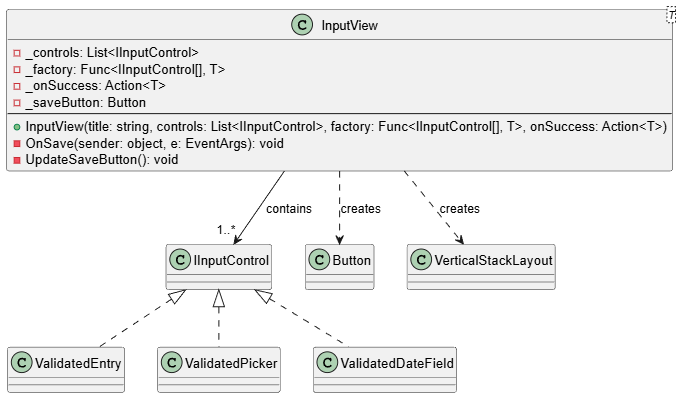 C InputView
T
_controls: List<IInputControl>
_factory: Func<IInputControl[], T>
_onSuccess: Action<T>
_saveButton: Button
InputView(title: string, controls: List<IInputControl>, factory: Func<IInputControl[], T>, onSuccess: Action<T>)
OnSave(sender: object, e: EventArgs): void
UpdateSaveButton(): void
contains
creates
creates
1..*
C IInputControl
C Button
C VerticalStackLayout
C ValidatedEntry
C ValidatedPicker
C ValidatedDateField